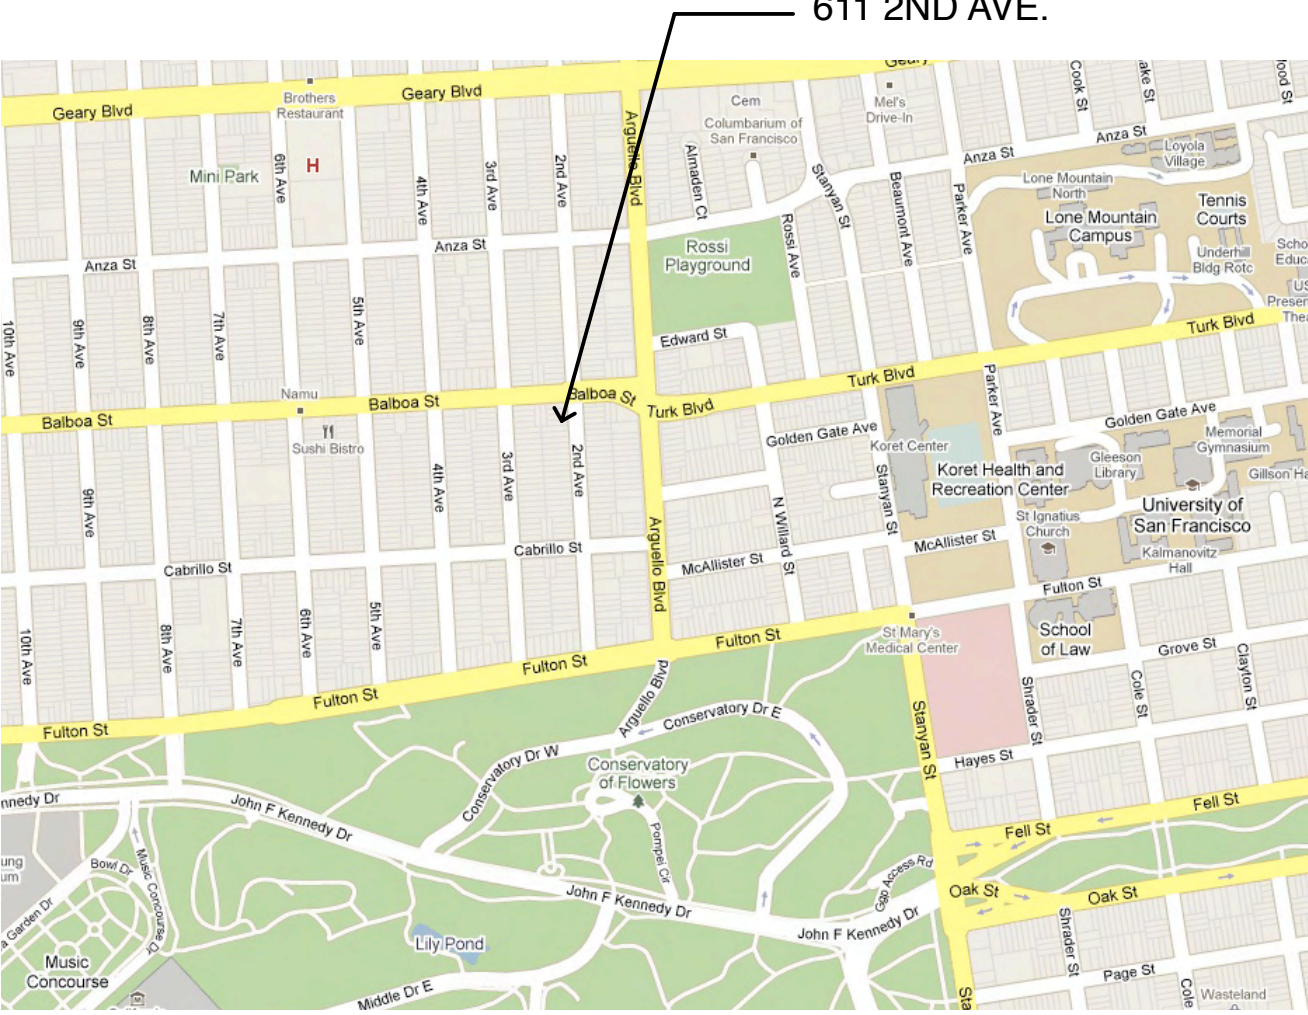 611 2ND AVE.
Geary Blvd
Geary Blvd
Geary
Brothers
Restaurant
Mini Park
H
6th Ave
4th Ave
3rd Ave
2nd Ave
Arguello Blvd
Cem
Columbarium of
San Francisco
Almaden Ct
Mel's
Drive-In
Stanyan St
Beaumont Ave
Parker Ave
Rossi Ave
Cook St
Anza St
Anza St
Anza St
Anza St
Loyola
Village
Lone Mountain
North
Lone Mountain
Campus
Tennis
Courts
Underhill
Bldg Rotc
Rossi
Playground
Edward St
10th Ave
9th Ave
8th Ave
7th Ave
5th Ave
Turk Blvd
Turk Blvd
Turk Blvd
Namu
Balboa St
Balboa St
Balboa St
Sushi Bistro
Parker Ave
Golden Gate Ave
Golden Gate Ave
Koret Center
Koret Health and
Recreation Center
Gleeson
Library
Memorial
Gymnasium
University of
San Francisco
St Ignatius
Church
Kalmanovitz
Hall
9th Ave
4th Ave
3rd Ave
2nd Ave
Arguello Blvd
N Willard St
Stanyan St
Cabrillo St
Cabrillo St
McAllister St
McAllister St
Fulton St
10th Ave
8th Ave
7th Ave
6th Ave
5th Ave
Fulton St
Fulton St
Fulton St
Fulton St
St Mary's
Medical Center
School
of Law
Grove St
Clayton St
Cole St
Shrader St
Stanyan St
Hayes St
Fell St
Fell St
Oak St
Oak St
Arguello Blvd
Conservatory Dr E
Conservatory Dr W
Conservatory
of Flowers
Pompei Cir
John F Kennedy Dr
John F Kennedy Dr
John F Kennedy Dr
Bowl Dr
Music Concourse Dr
Garden Dr
Music
Concourse
Lily Pond
Middle Dr E
Shrader St
Page St
Cole
Wasteland